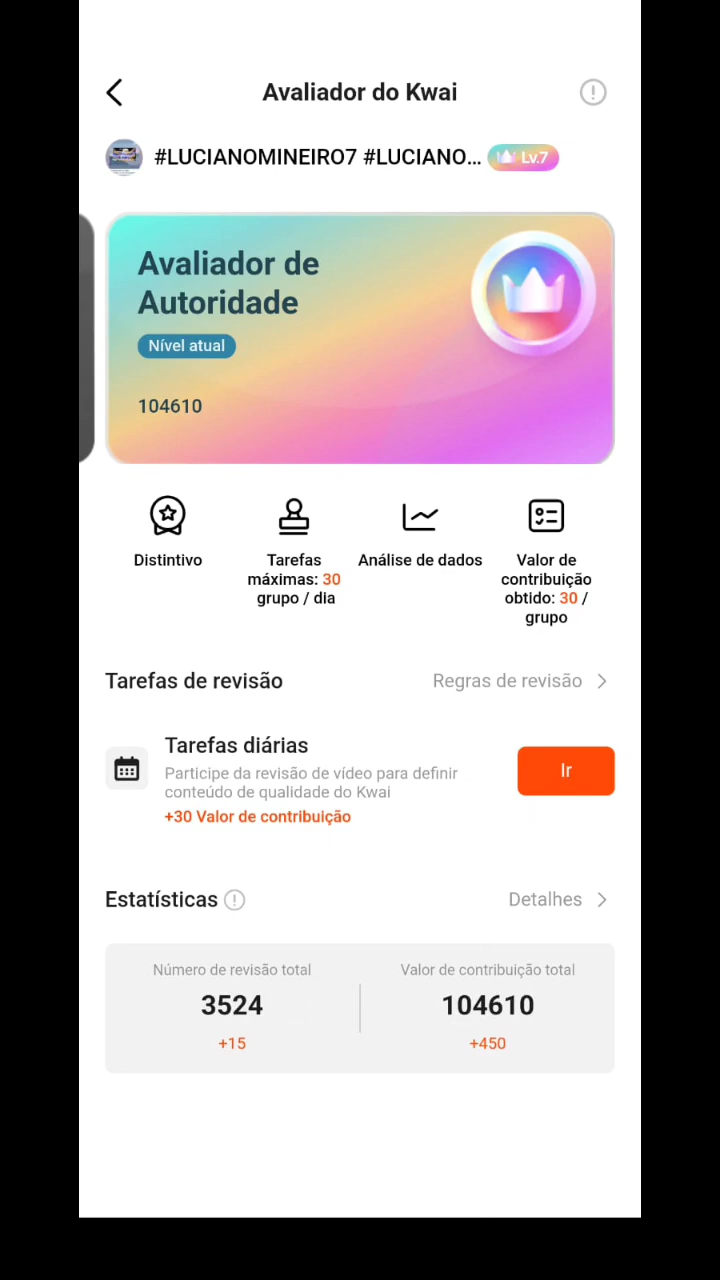 Avaliador do Kwai
#LUCIANOMINEIRO7 #LUCIANO... Lv.7
Avaliador de
Autoridade
Nível atual
104610
Distintivo
Tarefas
máximas: 30
grupo / dia
Análise de dados
Valor de
contribuição
obtido: 30 /
grupo
Tarefas de revisão
Regras de revisão
Tarefas diárias
Participe da revisão de vídeo para definir
conteúdo de qualidade do Kwai
+30 Valor de contribuição
Ir
Estatísticas
Detalhes
Número de revisão total
3524
+15
Valor de contribuição total
104610
+450